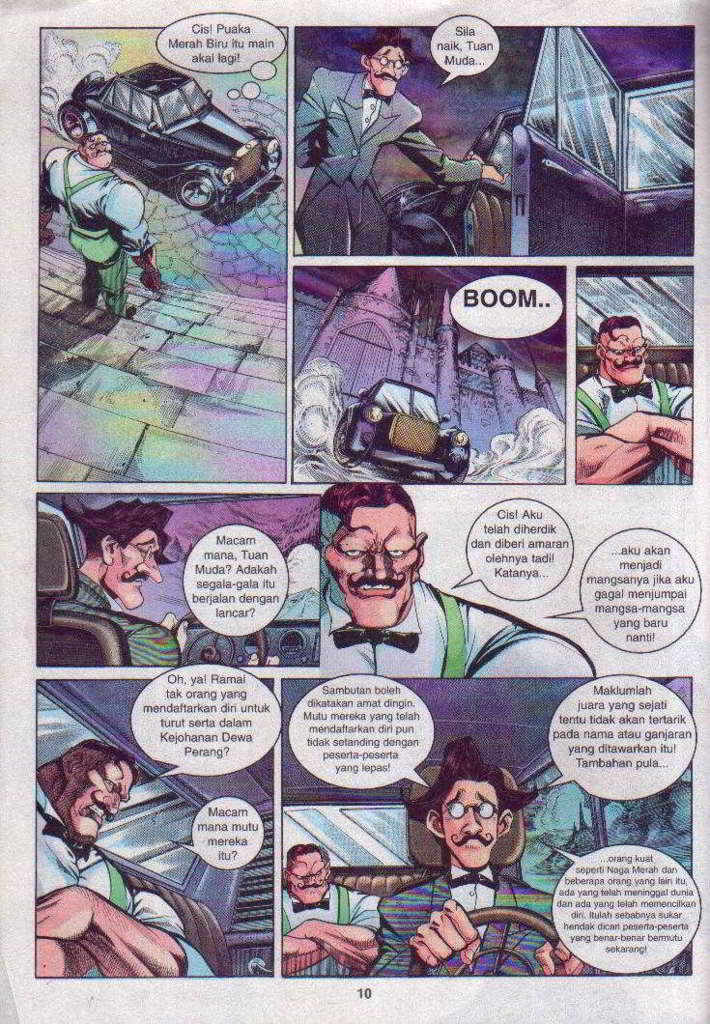 Cis! Puaka
Merah Biru itu main
akal lagi!
Sila
naik, Tuan
Muda...
BOOM..
Macam
mana, Tuan
Muda? Adakah
segala-gala itu
berjalan dengan
lancar?
Cis! Aku
telah diherdik
dan diberi amaran
olehnya tadi!
Katanya...
...aku akan
menjadi
mangsanya jika aku
gagal menjumpai
mangsa-mangsa
yang baru
nanti!
Oh, ya! Ramai
tak orang yang
mendaftarkan diri untuk
turut serta dalam
Kejohanan Dewa
Perang?
Macam
mana mutu
mereka
itu?
Sambutan boleh
dikatakan amat dingin.
Mutu mereka yang telah
mendaftarkan diri pun
tidak setanding dengan
peserta-peserta
yang lepas!
Maklumlah
juara yang sejati
tentu tidak akan tertarik
pada nama atau ganjaran
yang ditawarkan itu!
Tambahan pula...
...orang kuat
seperti Naga Merah dan
beberapa orang yang lain itu,
ada yang telah meninggal dunia
dan ada yang telah memencilkan
diri. Itulah sebabnya sukar
hendak dicari peserta-peserta
yang benar-benar bermutu
sekarang!
10